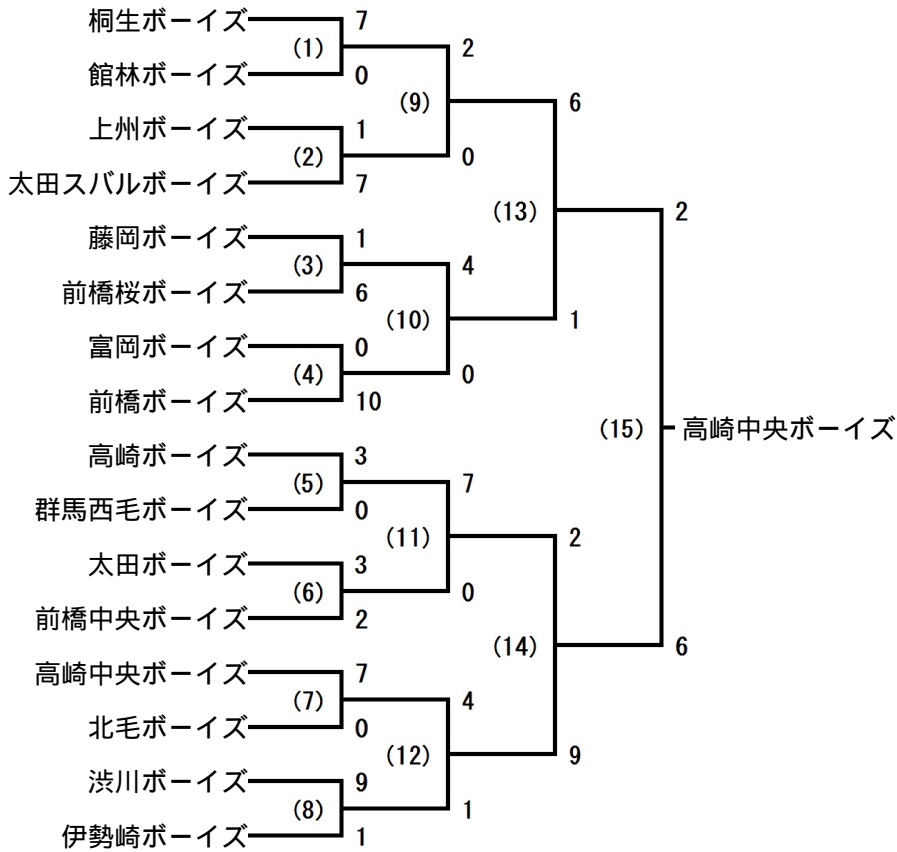 桐生ボーイズ 7
(1) 2
館林ボーイズ 0
(9) 6
上州ボーイズ 1
(2) 0
太田スバルボーイズ 7
(13) 2
藤岡ボーイズ 1
(3) 4
前橋桜ボーイズ 6
(10) 1
富岡ボーイズ 0
(4) 0
前橋ボーイズ 10
(15) 高崎中央ボーイズ
高崎ボーイズ 3
(5) 7
群馬西毛ボーイズ 0
(11) 2
太田ボーイズ 3
(6) 0
前橋中央ボーイズ 2
(14) 6
高崎中央ボーイズ 7
(7) 4
北毛ボーイズ 0
(12) 9
渋川ボーイズ 9
(8) 1
伊勢崎ボーイズ 1